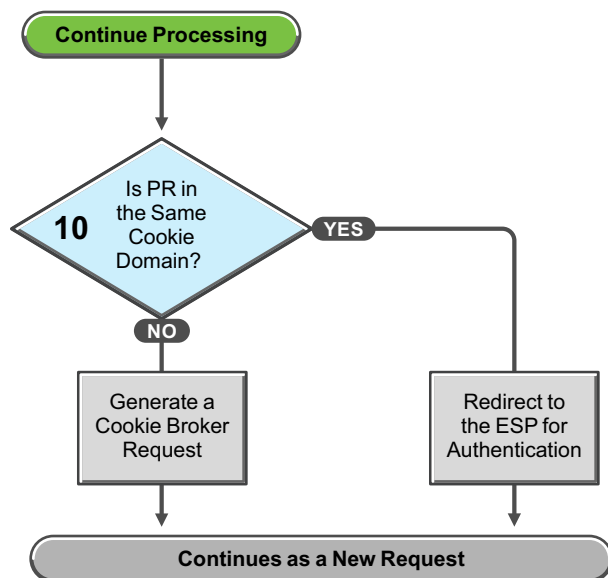 Continue Processing
10
Is PR in
the Same
Cookie
Domain?
YES
NO
Generate a
Cookie Broker
Request
Redirect to
the ESP for
Authentication
Continues as a New Request